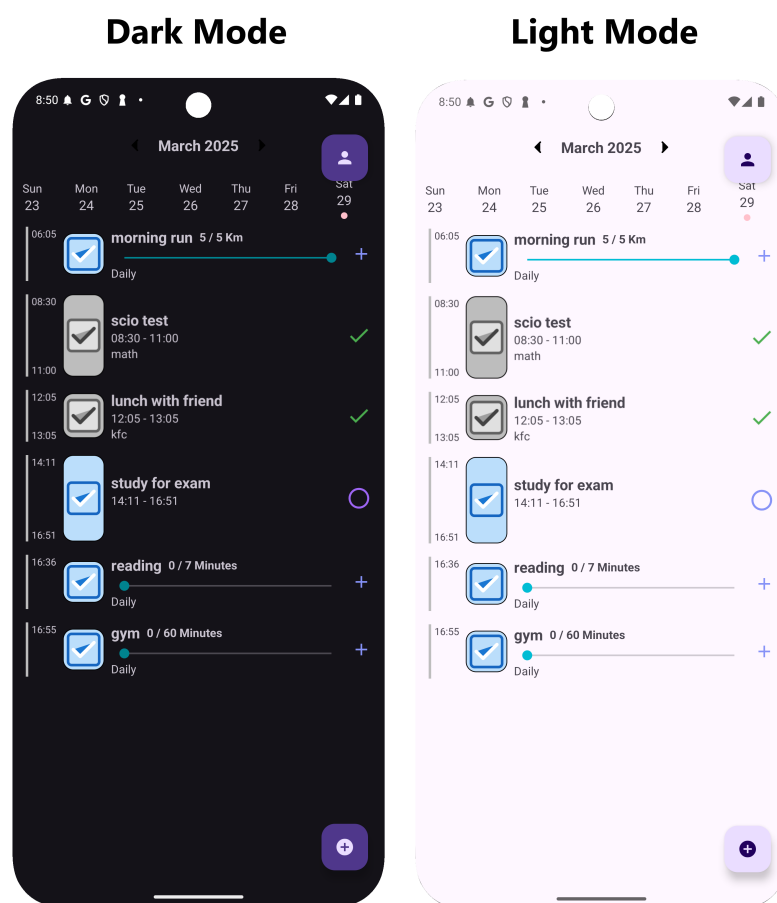 Dark Mode
8:50
March 2025
Sun Mon Tue Wed Thu Fri Sat
23 24 25 26 27 28 29
06:05
morning run 5 / 5 Km
+
Daily
08:30
11:00
scio test
08:30 - 11:00
math
12:05
13:05
lunch with friend
12:05 - 13:05
kfc
14:11
16:51
study for exam
14:11 - 16:51
16:36
reading 0 / 7 Minutes
+
Daily
16:55
gym 0 / 60 Minutes
+
Daily
Light Mode
8:50
March 2025
Sun Mon Tue Wed Thu Fri Sat
23 24 25 26 27 28 29
06:05
morning run 5 / 5 Km
+
Daily
08:30
11:00
scio test
08:30 - 11:00
math
12:05
13:05
lunch with friend
12:05 - 13:05
kfc
14:11
16:51
study for exam
14:11 - 16:51
16:36
reading 0 / 7 Minutes
+
Daily
16:55
gym 0 / 60 Minutes
+
Daily